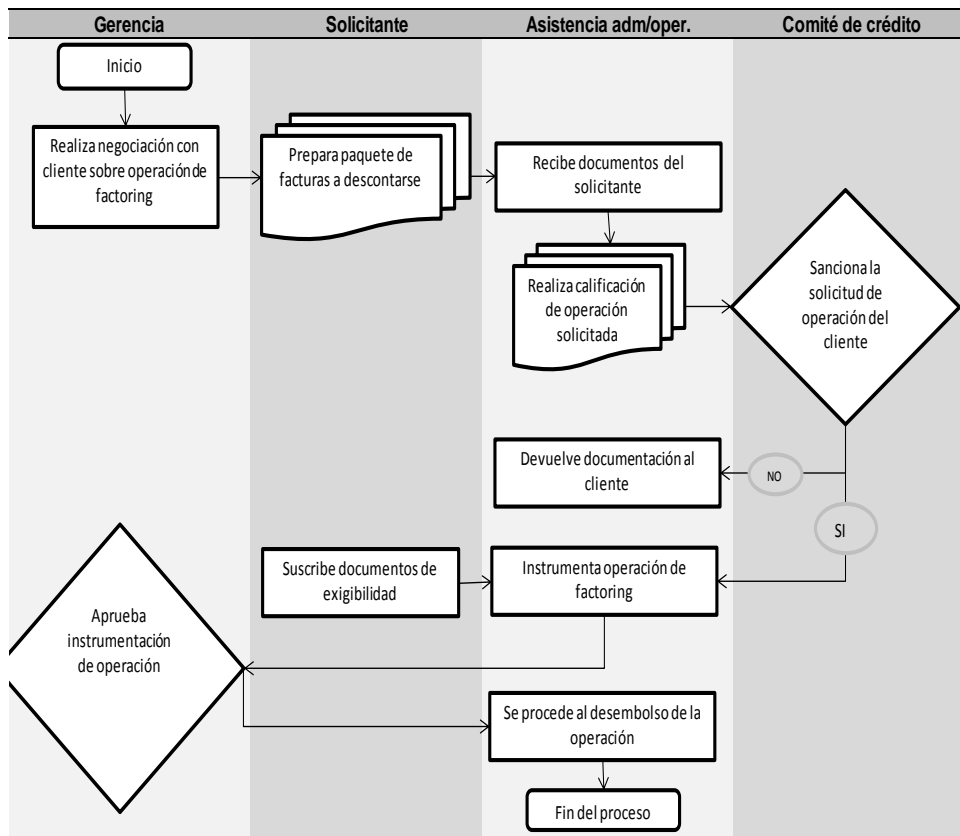 Gerencia
Solicitante
Asistencia adm/oper.
Comité de crédito
Inicio
Realiza negociación con
cliente sobre operación de
factoring
Prepara paquete de
facturas a descontarse
Recibe documentos del
solicitante
Realiza calificación
de operación
solicitada
Sanciona la
solicitud de
operación del
cliente
Devuelve documentación al
cliente
NO
SI
Suscribe documentos de
exigibilidad
Instrumenta operación de
factoring
Aprueba
instrumentación
de operación
Se procede al desembolso de la
operación
Fin del proceso